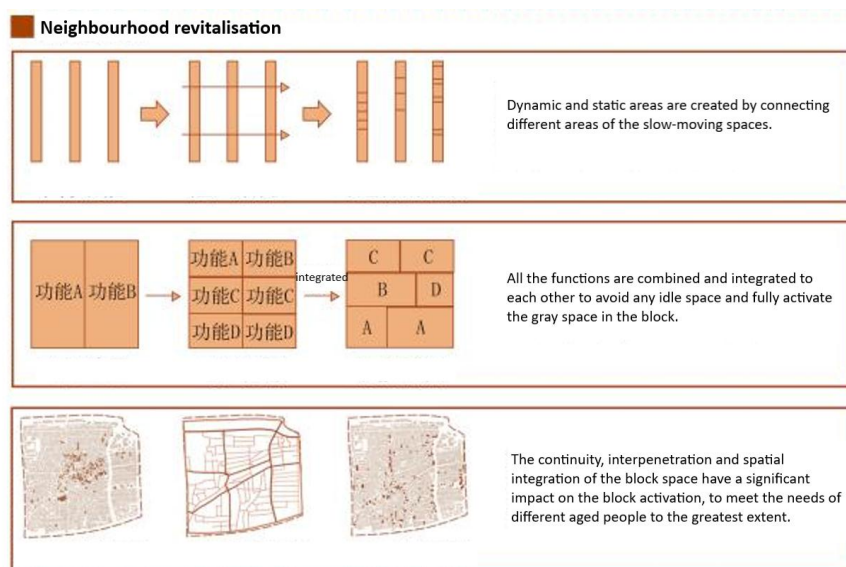 Neighbourhood revitalisation
Dynamic and static areas are created by connecting
different areas of the slow-moving spaces.
功能A 功能B
功能A 功能B
功能C 功能C
功能D 功能D
integrated
C C
B D
A A
All the functions are combined and integrated to
each other to avoid any idle space and fully activate
the gray space in the block.
The continuity, interpenetration and spatial
integration of the block space have a significant
impact on the block activation, to meet the needs of
different aged people to the greatest extent.